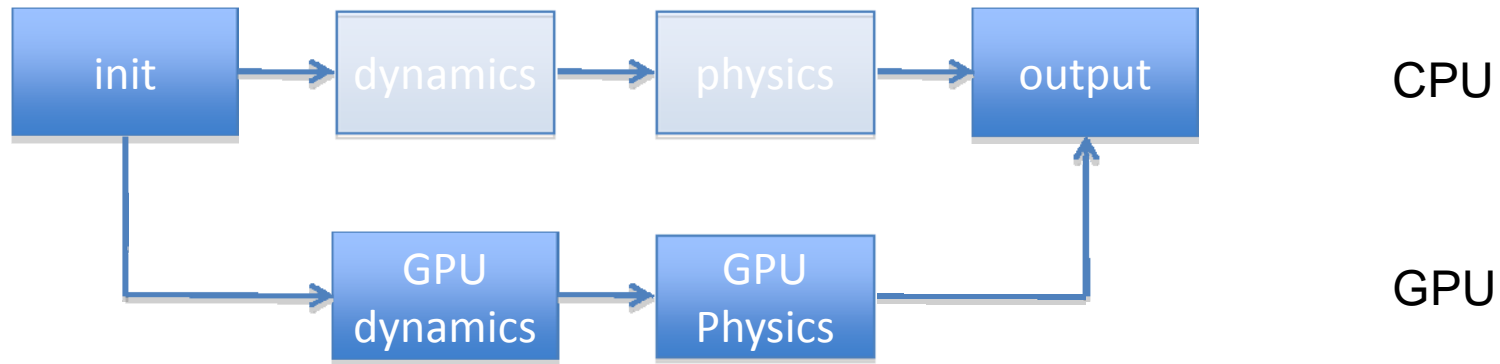 init
dynamics
physics
output
CPU
GPU
dynamics
GPU
Physics
GPU